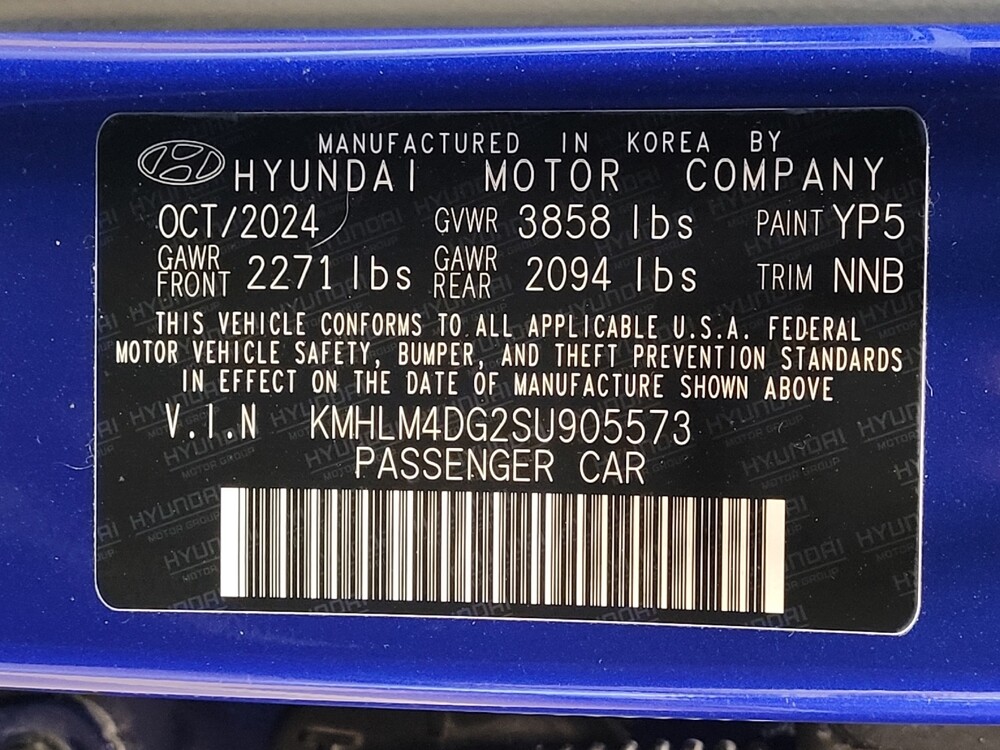 MANUFACTURED IN KOREA BY
HYUNDAI MOTOR COMPANY
OCT/2024 GVWR 3858 lbs PAINT YP5
GAWR FRONT 2271 lbs GAWR REAR 2094 lbs TRIM NNB
THIS VEHICLE CONFORMS TO ALL APPLICABLE U.S.A. FEDERAL
MOTOR VEHICLE SAFETY, BUMPER, AND THEFT PREVENTION STANDARDS
IN EFFECT ON THE DATE OF MANUFACTURE SHOWN ABOVE
V.I.N KMHLM4DG2SU905573
PASSENGER CAR